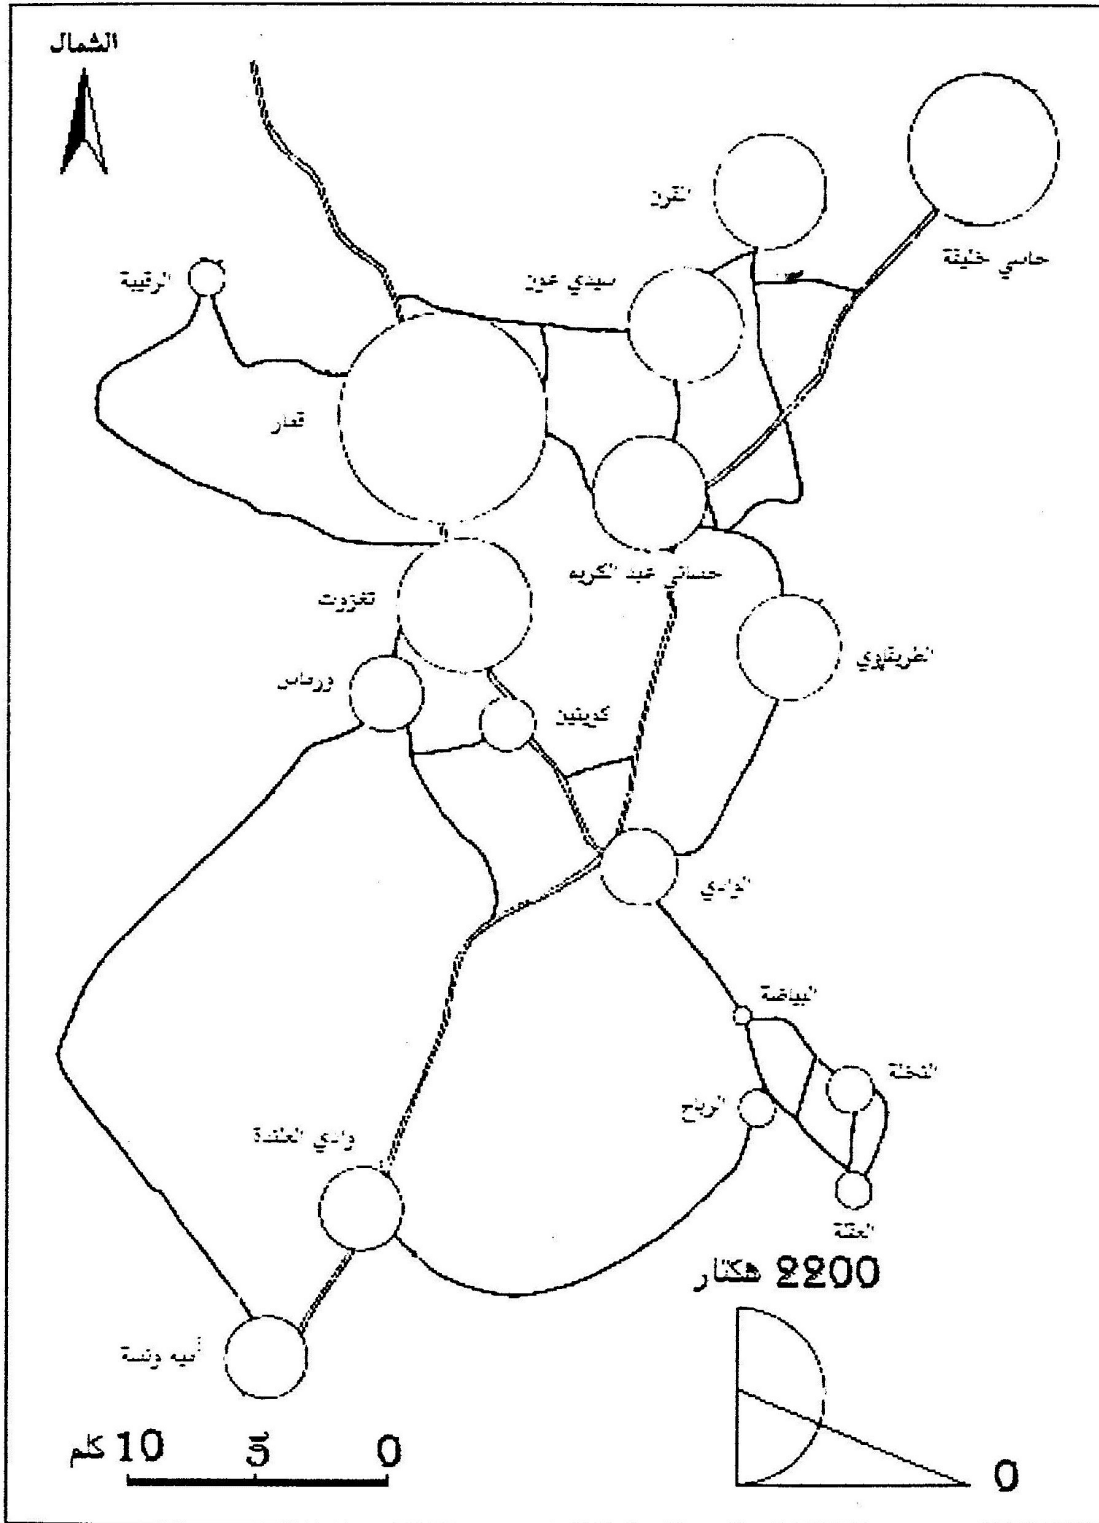 الشمال
القرن
حاسي خليفة
الرقيبة
سيدي عون
قمار
حساني عبد الكريم
تغزوت
الطريفاوي
ورماس
كوينين
الوادي
البياضة
النخلة
الرباح
وادي العلندة
العقلة
2200 هكتار
أميه ونسة
10 كلم 5 0
0